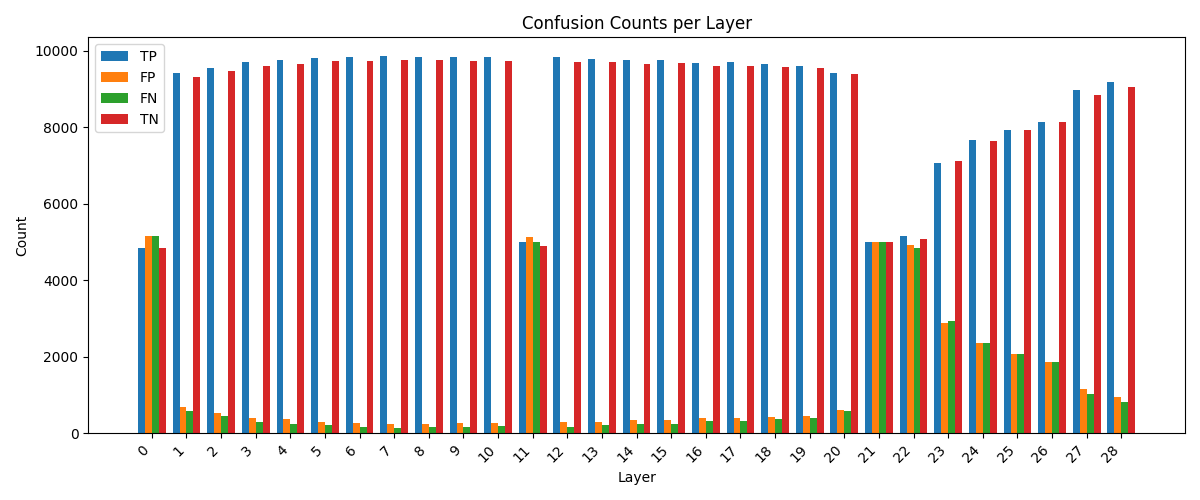 Confusion Counts per Layer
10000
8000
6000
4000
2000
0
Count
TP
FP
FN
TN
0 1 2 3 4 5 6 7 8 9 10 11 12 13 14 15 16 17 18 19 20 21 22 23 24 25 26 27 28
Layer